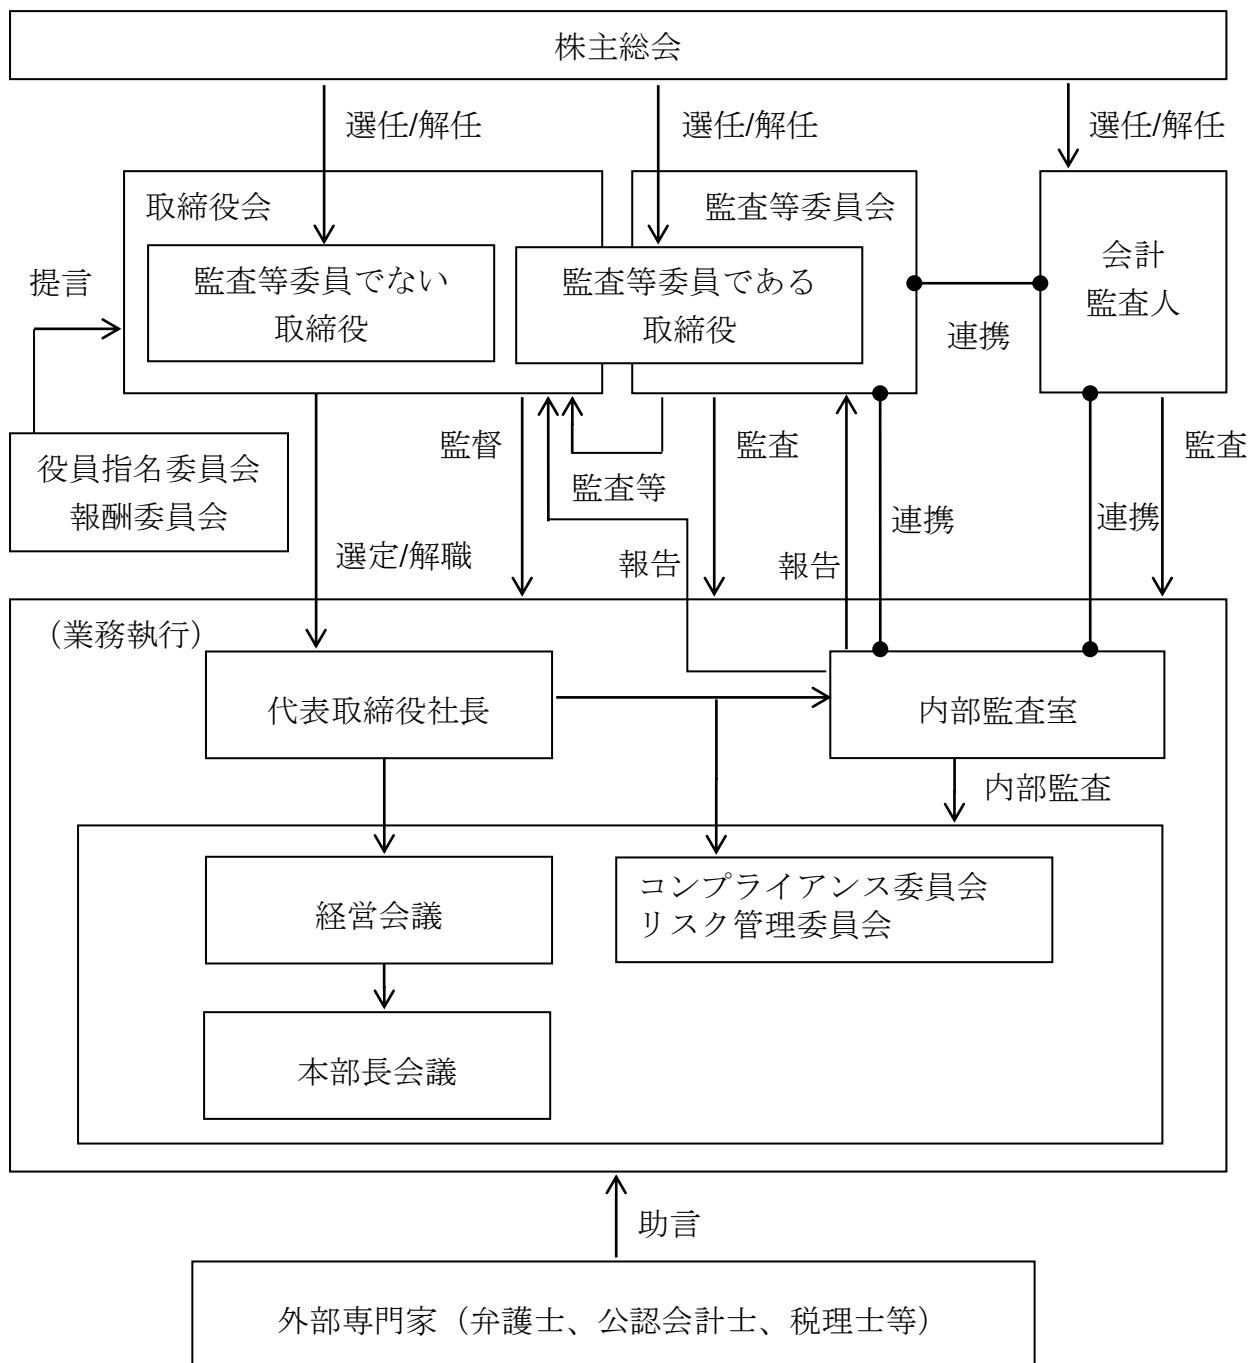 株主総会
選任/解任
選任/解任
選任/解任
取締役会
監査等委員会
監査等委員でない
取締役
監査等委員である
取締役
会計
監査人
提言
連携
役員指名委員会
報酬委員会
監督
監査等
監査
監査
連携
連携
選定/解職
報告
報告
（業務執行）
代表取締役社長
内部監査室
内部監査
経営会議
コンプライアンス委員会
リスク管理委員会
本部長会議
助言
外部専門家（弁護士、公認会計士、税理士等）